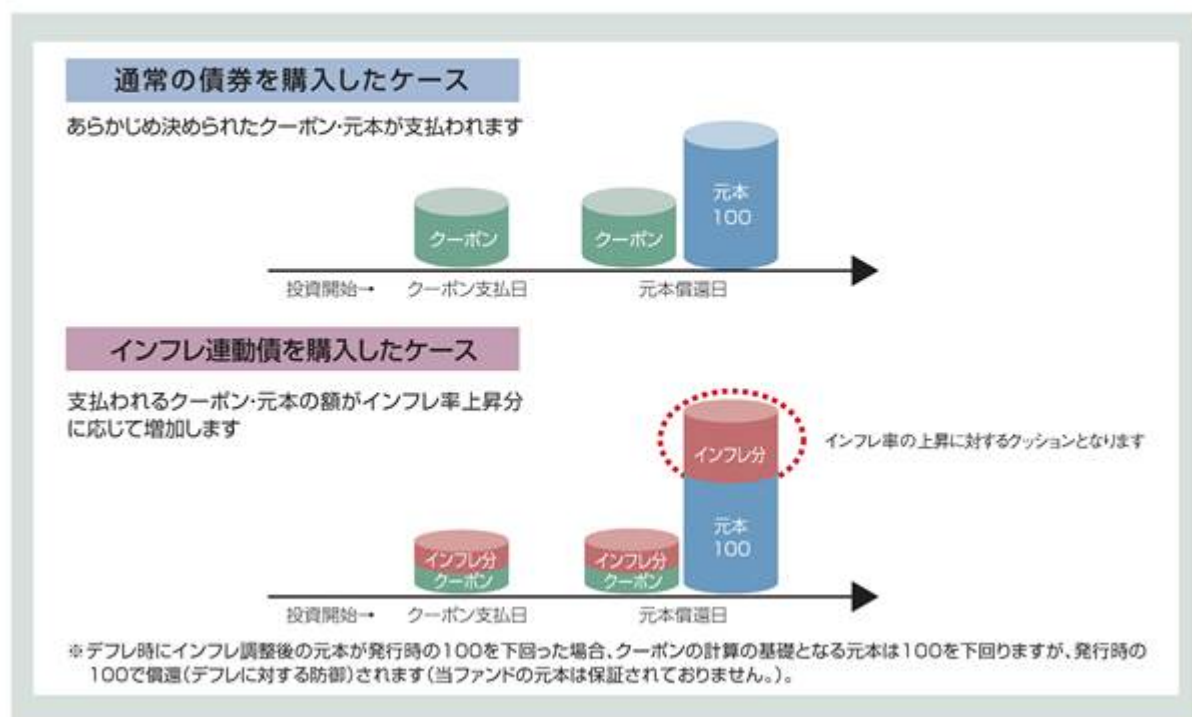 通常の債券を購入したケース
あらかじめ決められたクーポン・元本が支払われます
元本
100
クーポン
クーポン
投資開始→
クーポン支払日
元本償還日
インフレ連動債を購入したケース
支払われるクーポン・元本の額がインフレ率上昇分
に応じて増加します
インフレ分
インフレ率の上昇に対するクッションとなります
元本
100
インフレ分
クーポン
インフレ分
クーポン
投資開始→
クーポン支払日
元本償還日
※デフレ時にインフレ調整後の元本が発行時の100を下回った場合、クーポンの計算の基礎となる元本は100を下回りますが、発行時の
100で償還(デフレに対する防御)されます(当ファンドの元本は保証されておりません。)。